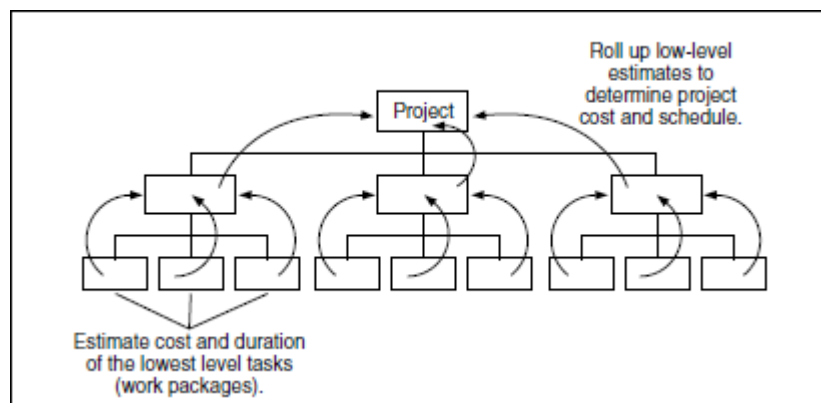 Roll up low-level
estimates to
determine project
cost and schedule.
Project
Estimate cost and duration
of the lowest level tasks
(work packages).